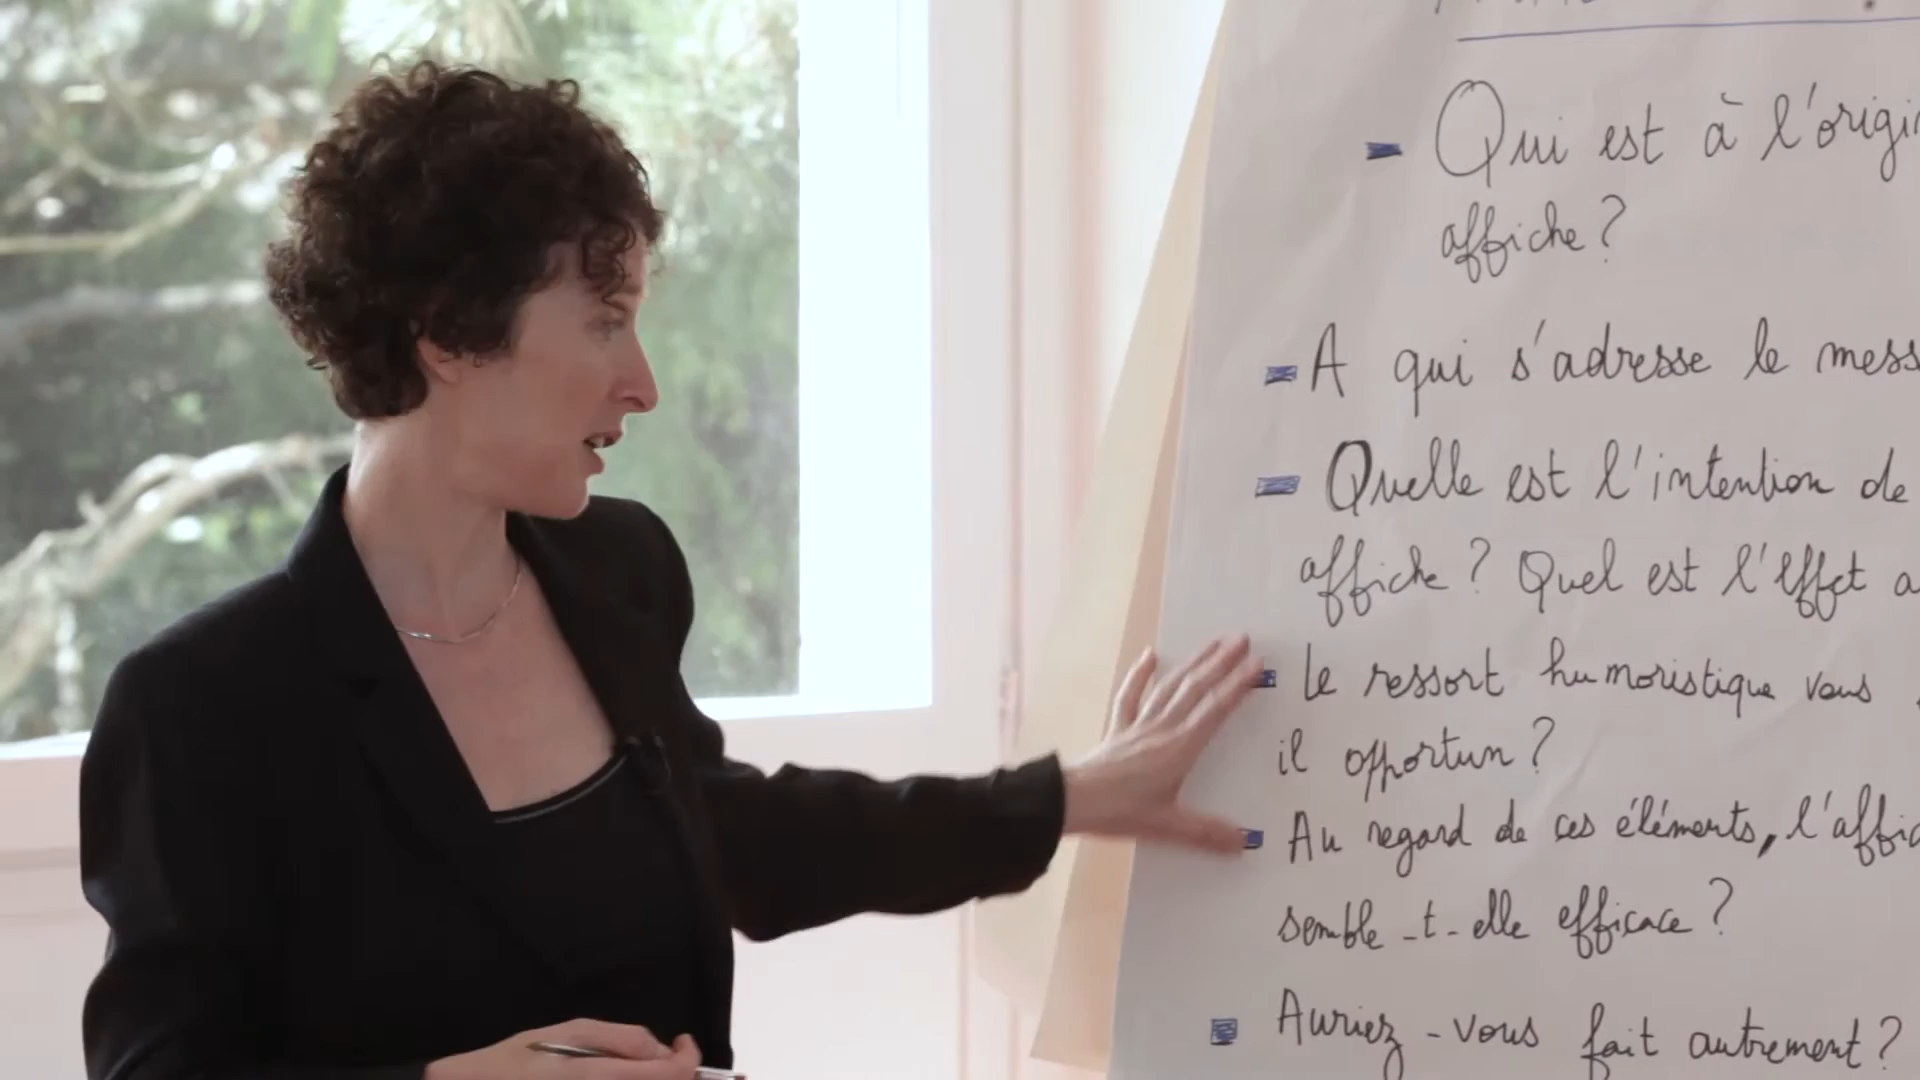 Qui est à l'origi
affiche ?
A qui s'adresse le mess
Quelle est l'intention de
affiche ? Quel est l'effet a
Le ressort humoristique vous
il opportun ?
Au regard de ces éléments, l'affic
semble-t-elle efficace ?
Auriez-vous fait autrement ?